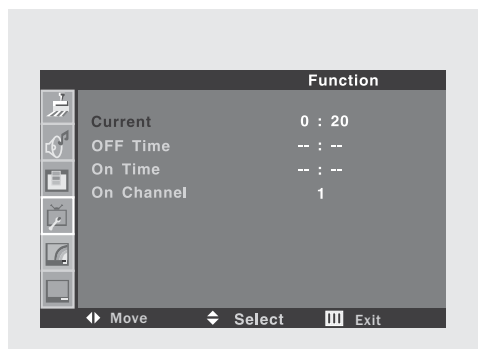 Function
Current 0 : 20
OFF Time -- : --
On Time -- : --
On Channel 1
Move Select Exit